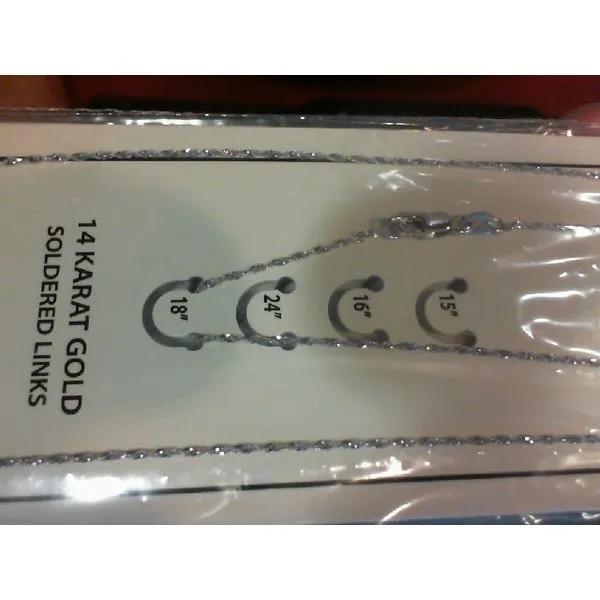 14 KARAT GOLD
SOLDERED LINKS
15"
16"
24"
18"